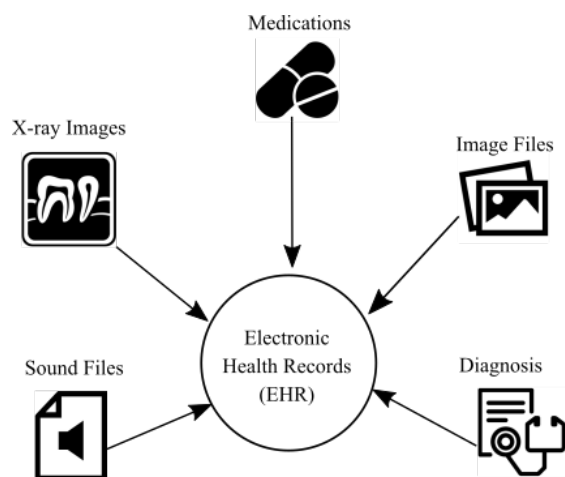 Medications
X-ray Images
Image Files
Electronic
Health Records
(EHR)
Sound Files
Diagnosis